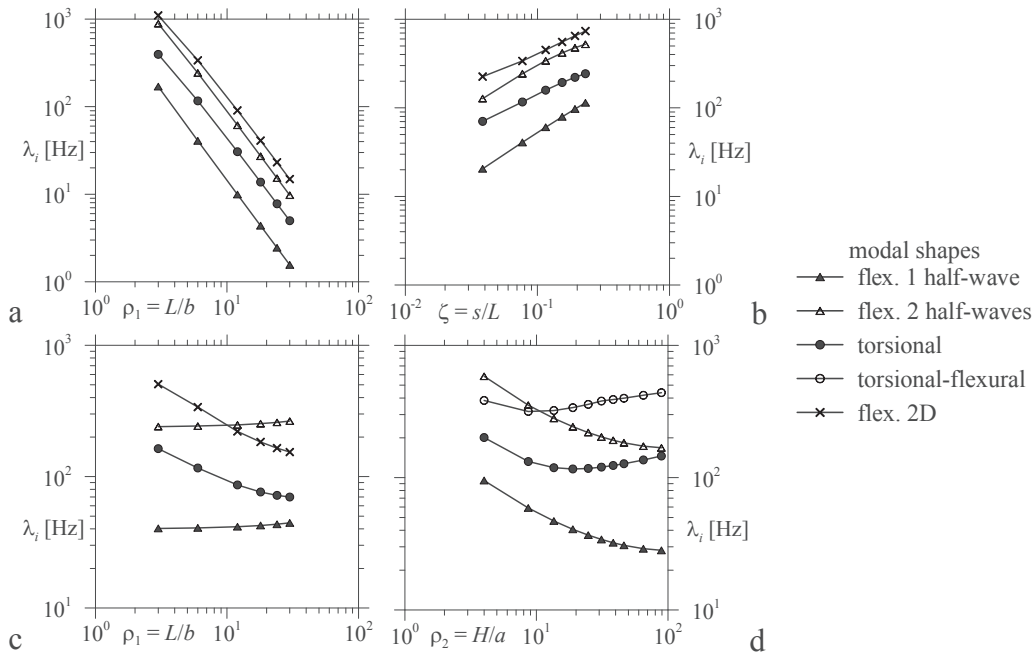 10³
10²
λᵢ [Hz]
10¹
10⁰
10⁰ ρ₁ = L/b 10¹ 10²
a
10³
10²
λᵢ [Hz]
10¹
10⁰
10⁻² ζ = s/L 10⁻¹ 10⁰
b
modal shapes
flex. 1 half-wave
flex. 2 half-waves
torsional
torsional-flexural
flex. 2D
10³
10²
λᵢ [Hz]
10¹
10⁰ ρ₁ = L/b 10¹ 10²
c
10³
10²
λᵢ [Hz]
10¹
10⁰ ρ₂ = H/a 10¹ 10²
d